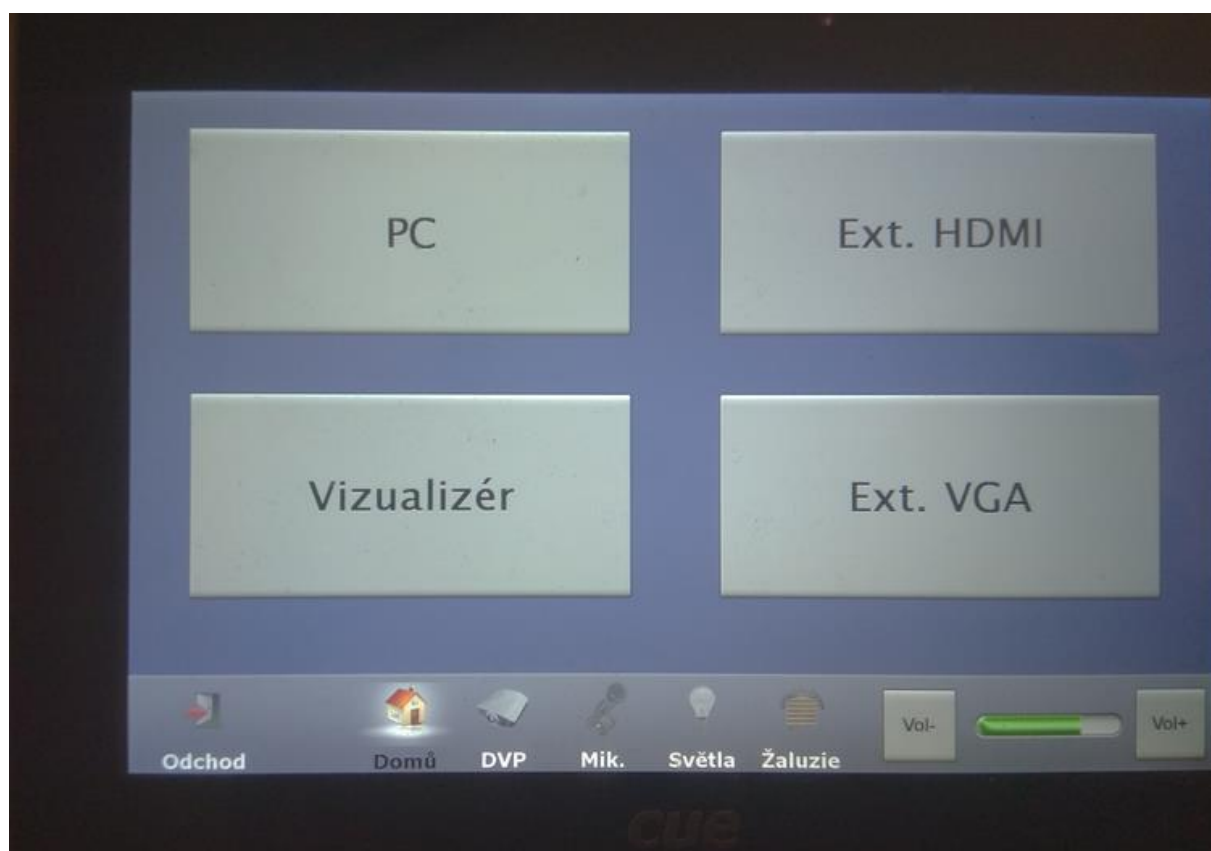 PC
Ext. HDMI
Vizualizér
Ext. VGA
Odchod
Domů
DVP
Mik.
Světla
Žaluzie
Vol-
Vol+
cue